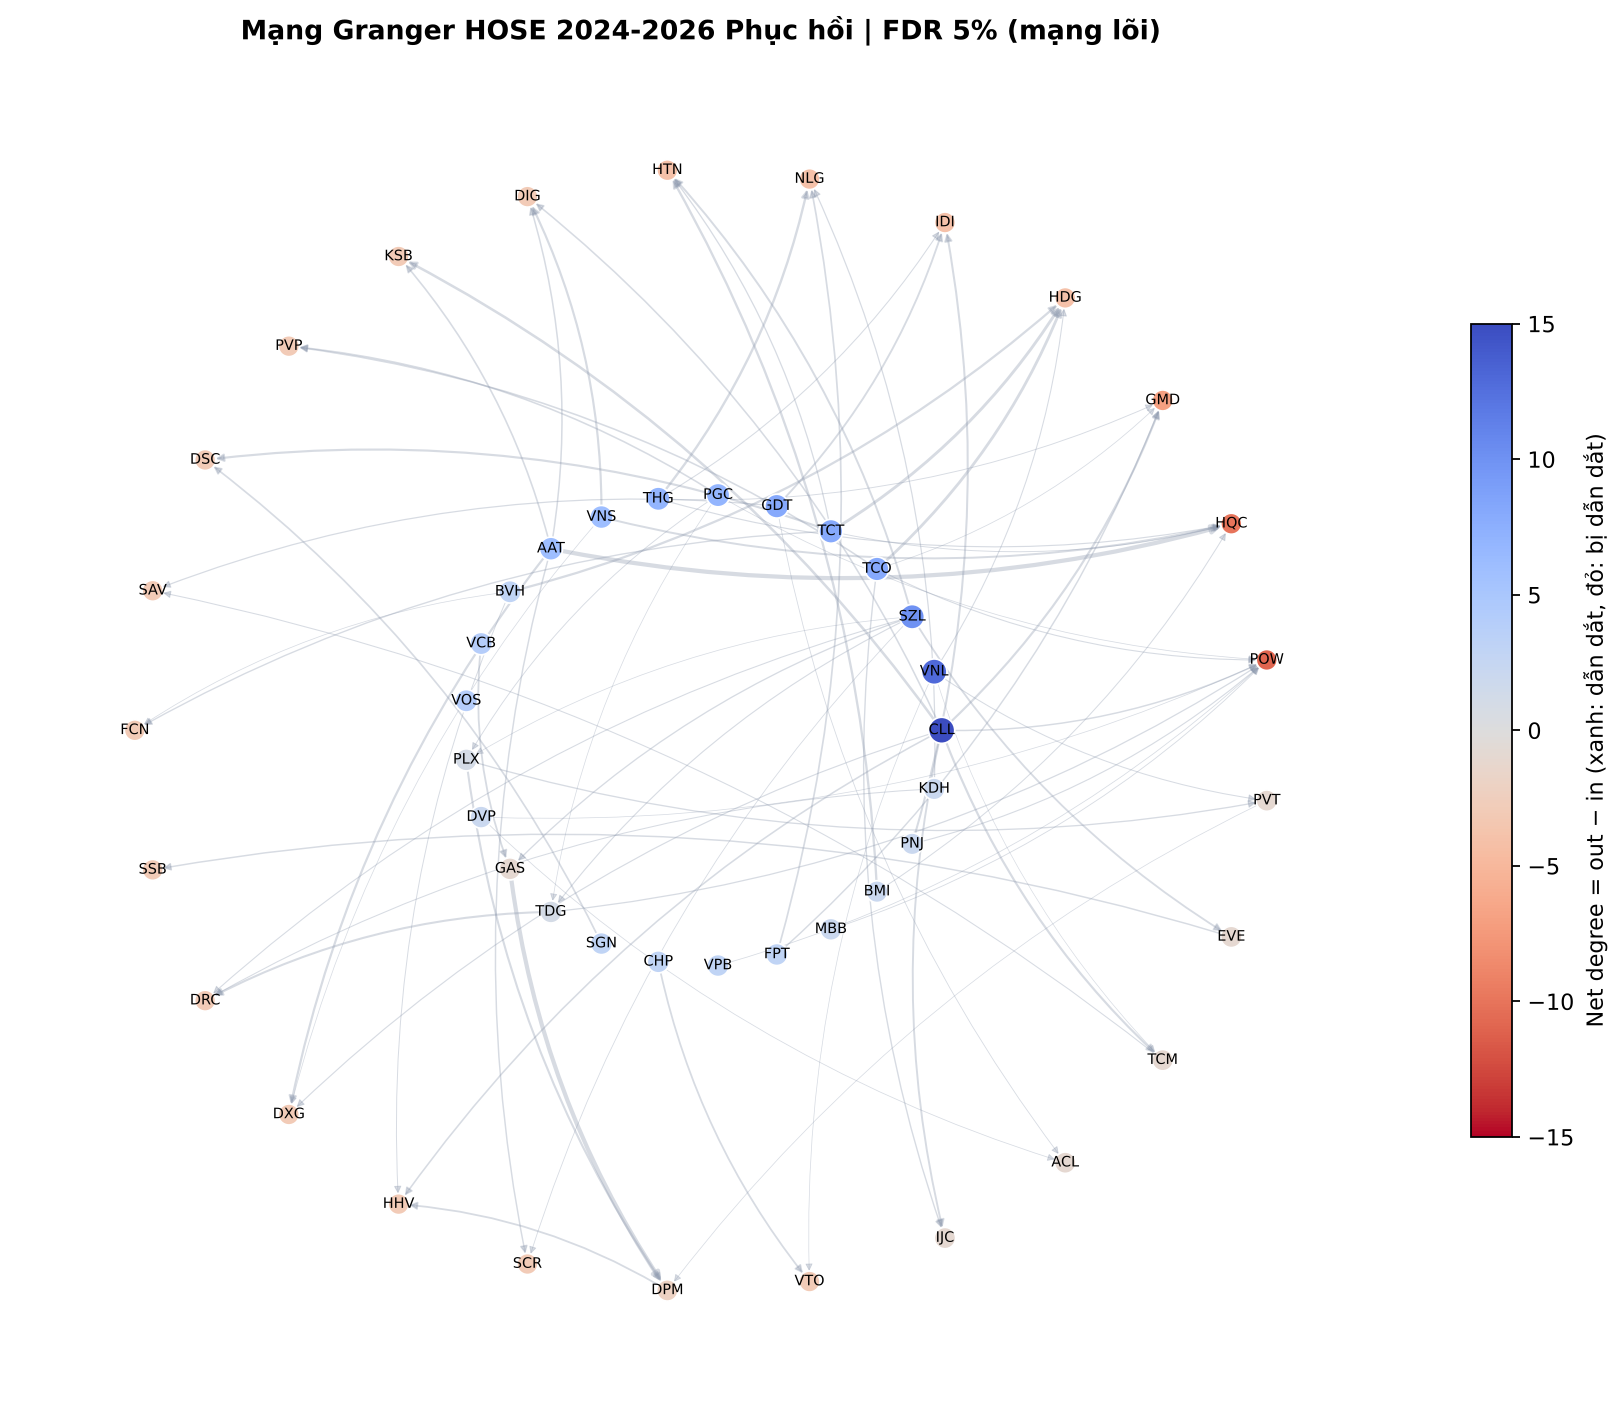 Mạng Granger HOSE 2024-2026 Phục hồi | FDR 5% (mạng lõi)
HTN
NLG
DIG
IDI
KSB
HDG
PVP
GMD
DSC
THG
PGC
GDT
VNS
TCT
HQC
AAT
TCO
SAV
BVH
SZL
VCB
POW
VNL
VOS
FCN
CLL
PLX
KDH
PVT
DVP
PNJ
SSB
GAS
BMI
TDG
MBB
EVE
SGN
FPT
CHP
VPB
DRC
TCM
DXG
ACL
HHV
IJC
SCR
VTO
DPM
15
10
5
0
−5
−10
−15
Net degree = out − in (xanh: dẫn dắt, đỏ: bị dẫn dắt)